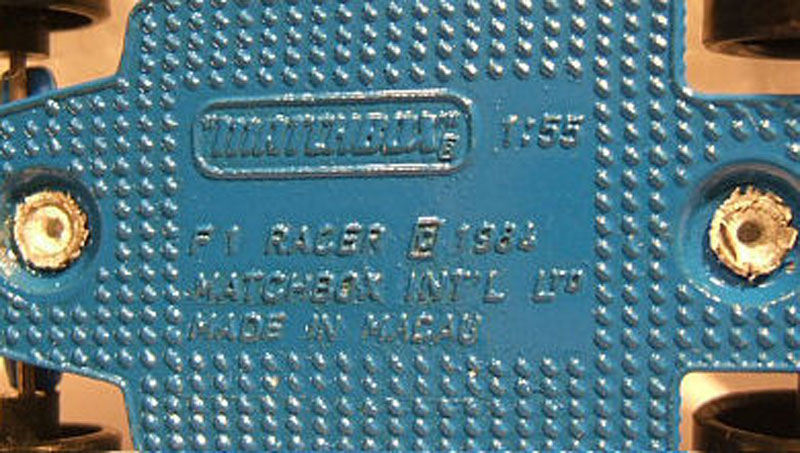 "MATCHBOX" 1:55
F1 RACER © 1984
MATCHBOX INT'L LTD
MADE IN MACAU